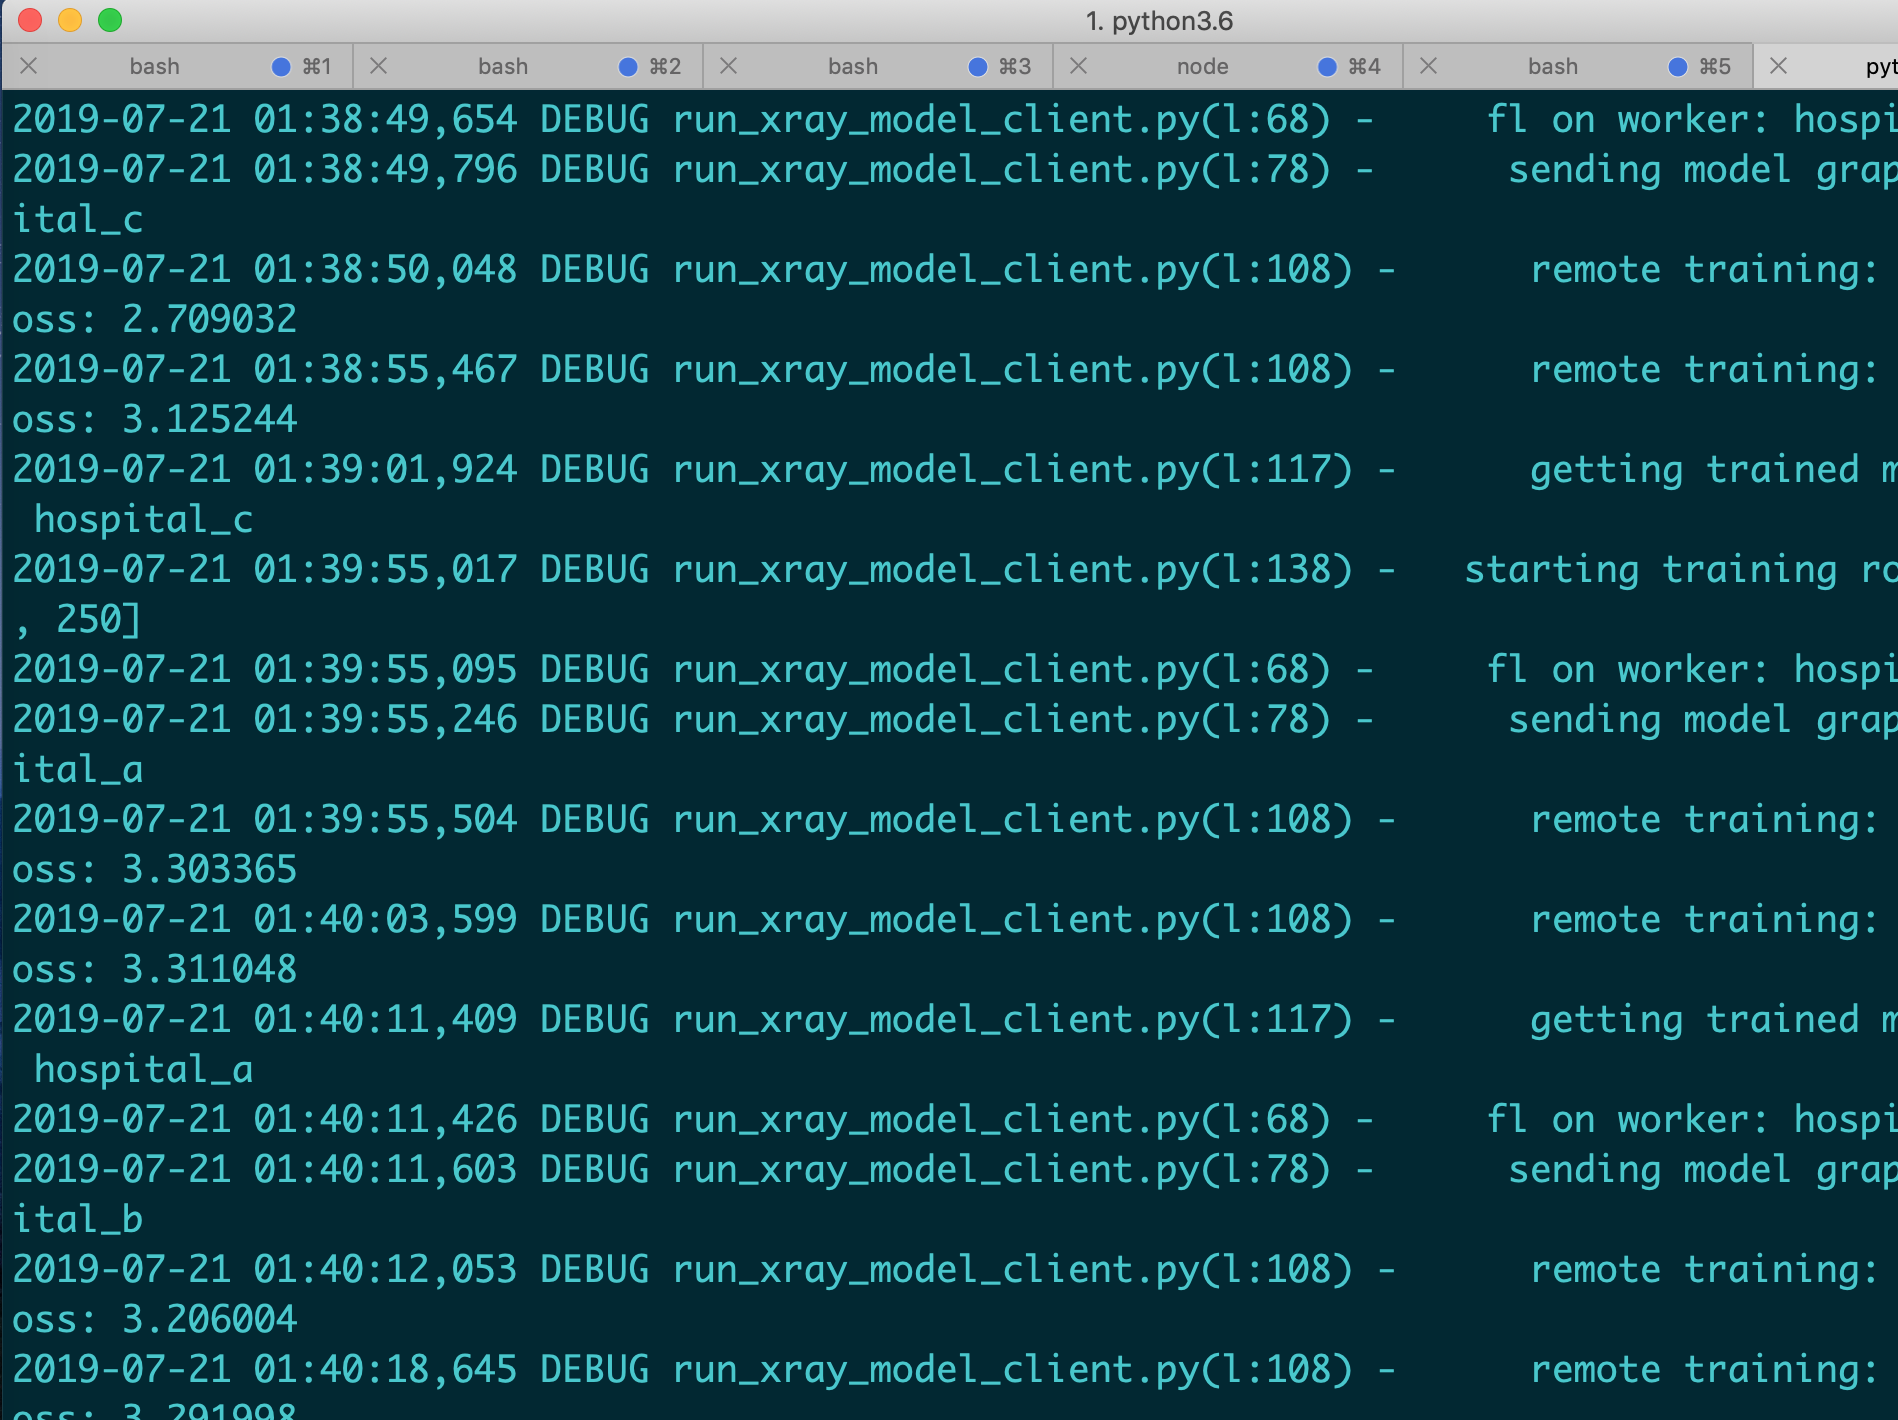 1. python3.6
bash ⌘1 bash ⌘2 bash ⌘3 node ⌘4 bash ⌘5
2019-07-21 01:38:49,654 DEBUG run_xray_model_client.py(l:68) - fl on worker:
2019-07-21 01:38:49,796 DEBUG run_xray_model_client.py(l:78) - sending model
ital_c
2019-07-21 01:38:50,048 DEBUG run_xray_model_client.py(l:108) - remote training:
oss: 2.709032
2019-07-21 01:38:55,467 DEBUG run_xray_model_client.py(l:108) - remote training:
oss: 3.125244
2019-07-21 01:39:01,924 DEBUG run_xray_model_client.py(l:117) - getting trained
hospital_c
2019-07-21 01:39:55,017 DEBUG run_xray_model_client.py(l:138) - starting training
, 250]
2019-07-21 01:39:55,095 DEBUG run_xray_model_client.py(l:68) - fl on worker:
2019-07-21 01:39:55,246 DEBUG run_xray_model_client.py(l:78) - sending model
ital_a
2019-07-21 01:39:55,504 DEBUG run_xray_model_client.py(l:108) - remote training:
oss: 3.303365
2019-07-21 01:40:03,599 DEBUG run_xray_model_client.py(l:108) - remote training:
oss: 3.311048
2019-07-21 01:40:11,409 DEBUG run_xray_model_client.py(l:117) - getting trained
hospital_a
2019-07-21 01:40:11,426 DEBUG run_xray_model_client.py(l:68) - fl on worker:
2019-07-21 01:40:11,603 DEBUG run_xray_model_client.py(l:78) - sending model
ital_b
2019-07-21 01:40:12,053 DEBUG run_xray_model_client.py(l:108) - remote training:
oss: 3.206004
2019-07-21 01:40:18,645 DEBUG run_xray_model_client.py(l:108) - remote training:
oss: 3.291998